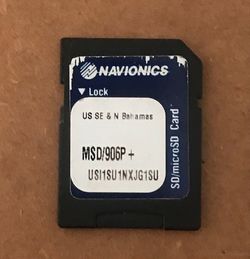 NAVIONICS
Lock
US SE & N Bahamas
MSD/906P +
USI1SU1NXJG1SU
SD/microSD Card